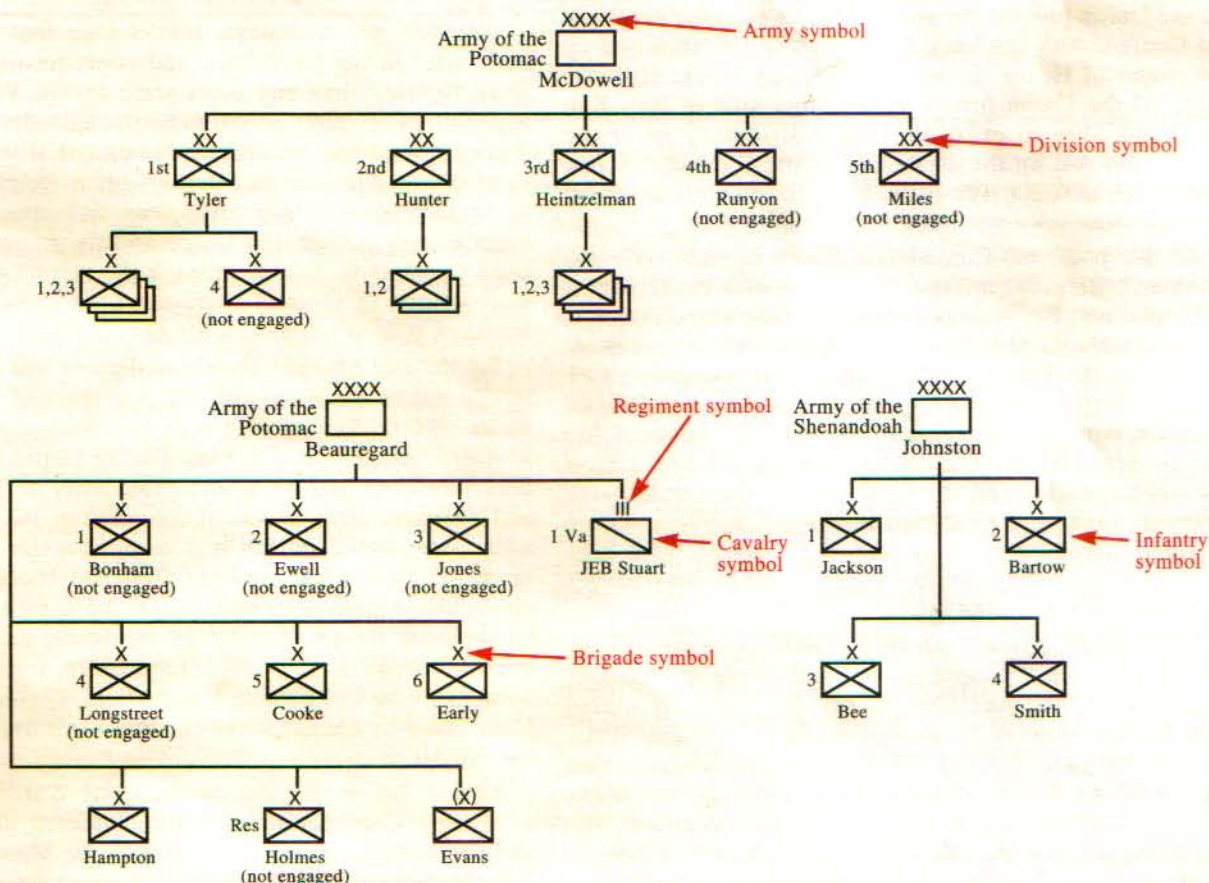 XXXX
Army symbol
Army of the
Potomac
McDowell
XX
XX
XX
XX
XX
Division symbol
1st
2nd
3rd
4th
5th
Tyler
Hunter
Heintzelman
Runyon
(not engaged)
Miles
(not engaged)
X
X
X
X
1,2,3
4
1,2
1,2,3
(not engaged)
XXXX
Army of the
Potomac
Beauregard
Regiment symbol
XXXX
Army of the
Shenandoah
Johnston
X
X
X
III
X
X
1
2
3
1 Va
1
2
Cavalry
symbol
Infantry
symbol
Bonham
(not engaged)
Ewell
(not engaged)
Jones
(not engaged)
JEB Stuart
Jackson
Bartow
X
X
X
Brigade symbol
X
X
4
5
6
3
4
Longstreet
(not engaged)
Cooke
Early
Bee
Smith
X
X
(X)
Res
Hampton
Holmes
(not engaged)
Evans